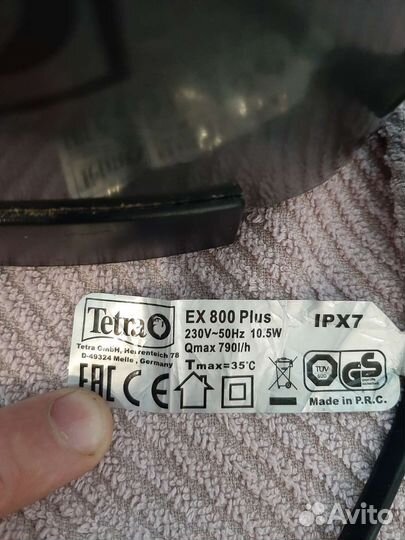 Tetra EX 800 Plus IPX7
230V~50Hz 10.5W
Qmax 790l/h
Tmax=35°C
Tetra GmbH, Herrenteich 78
D-49324 Melle, Germany
EAC CE TÜV GS
Made in P.R.C.
Avito